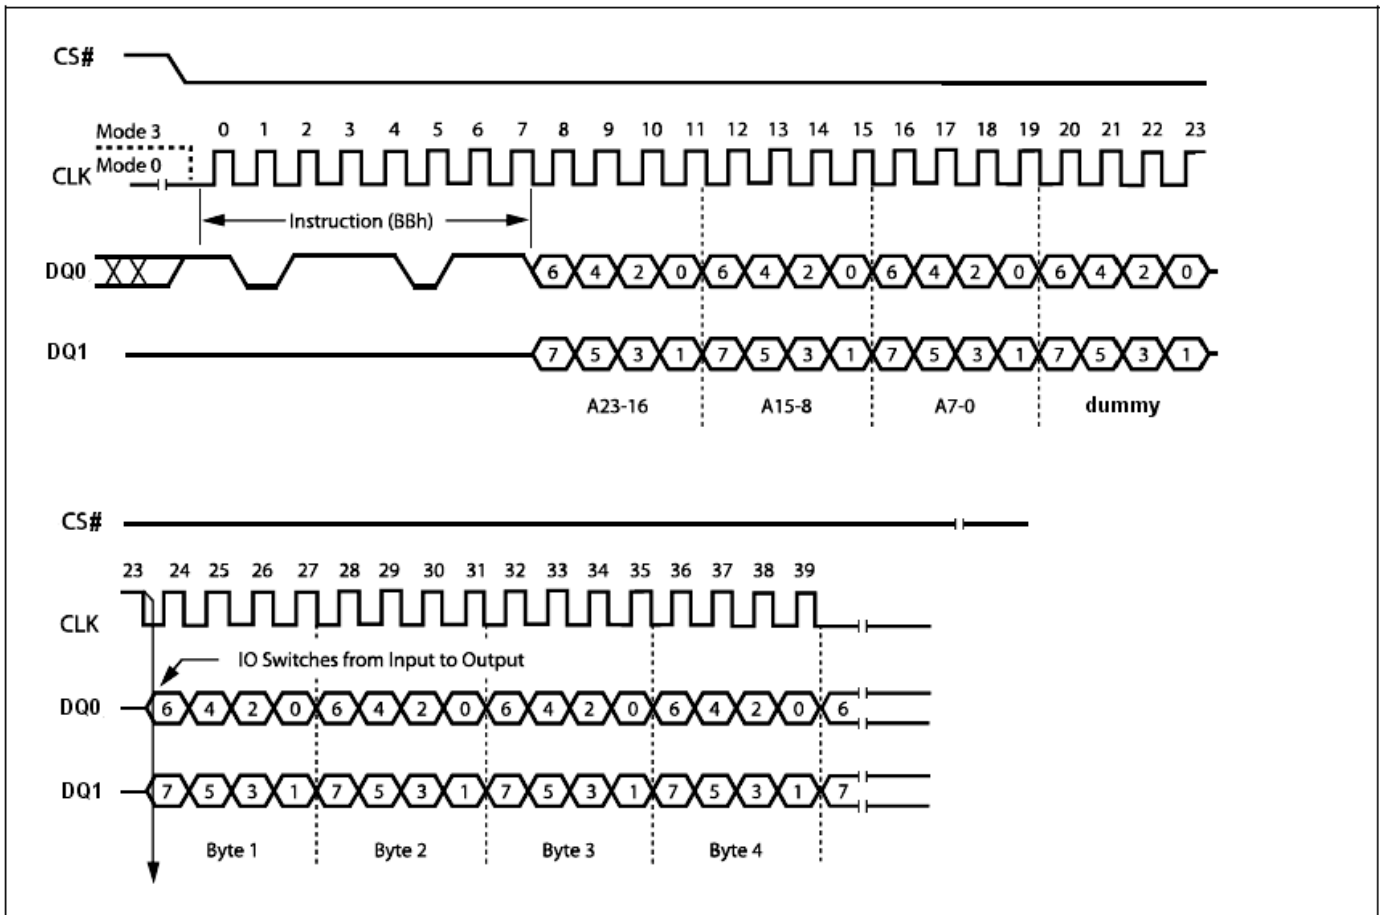 CS#
Mode 3
0 1 2 3 4 5 6 7 8 9 10 11 12 13 14 15 16 17 18 19 20 21 22 23
Mode 0
CLK
Instruction (BBh)
DQ0 6 4 2 0 6 4 2 0 6 4 2 0 6 4 2 0
DQ1 7 5 3 1 7 5 3 1 7 5 3 1 7 5 3 1
A23-16 A15-8 A7-0 dummy
CS#
23 24 25 26 27 28 29 30 31 32 33 34 35 36 37 38 39
CLK
IO Switches from Input to Output
DQ0 6 4 2 0 6 4 2 0 6 4 2 0 6 4 2 0 6
DQ1 7 5 3 1 7 5 3 1 7 5 3 1 7 5 3 1 7
Byte 1 Byte 2 Byte 3 Byte 4